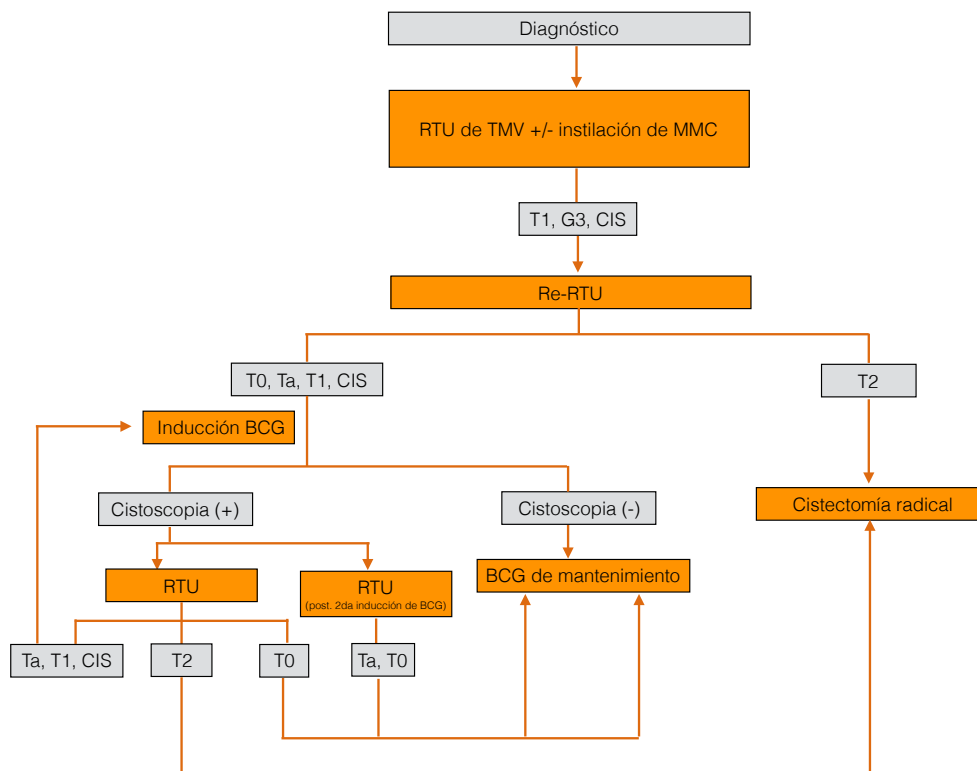 Diagnóstico
RTU de TMV +/- instilación de MMC
T1, G3, CIS
Re-RTU
T0, Ta, T1, CIS
T2
Inducción BCG
Cistoscopia (+)
Cistoscopia (-)
Cistectomía radical
RTU
RTU
(post. 2da inducción de BCG)
BCG de mantenimiento
Ta, T1, CIS
T2
T0
Ta, T0